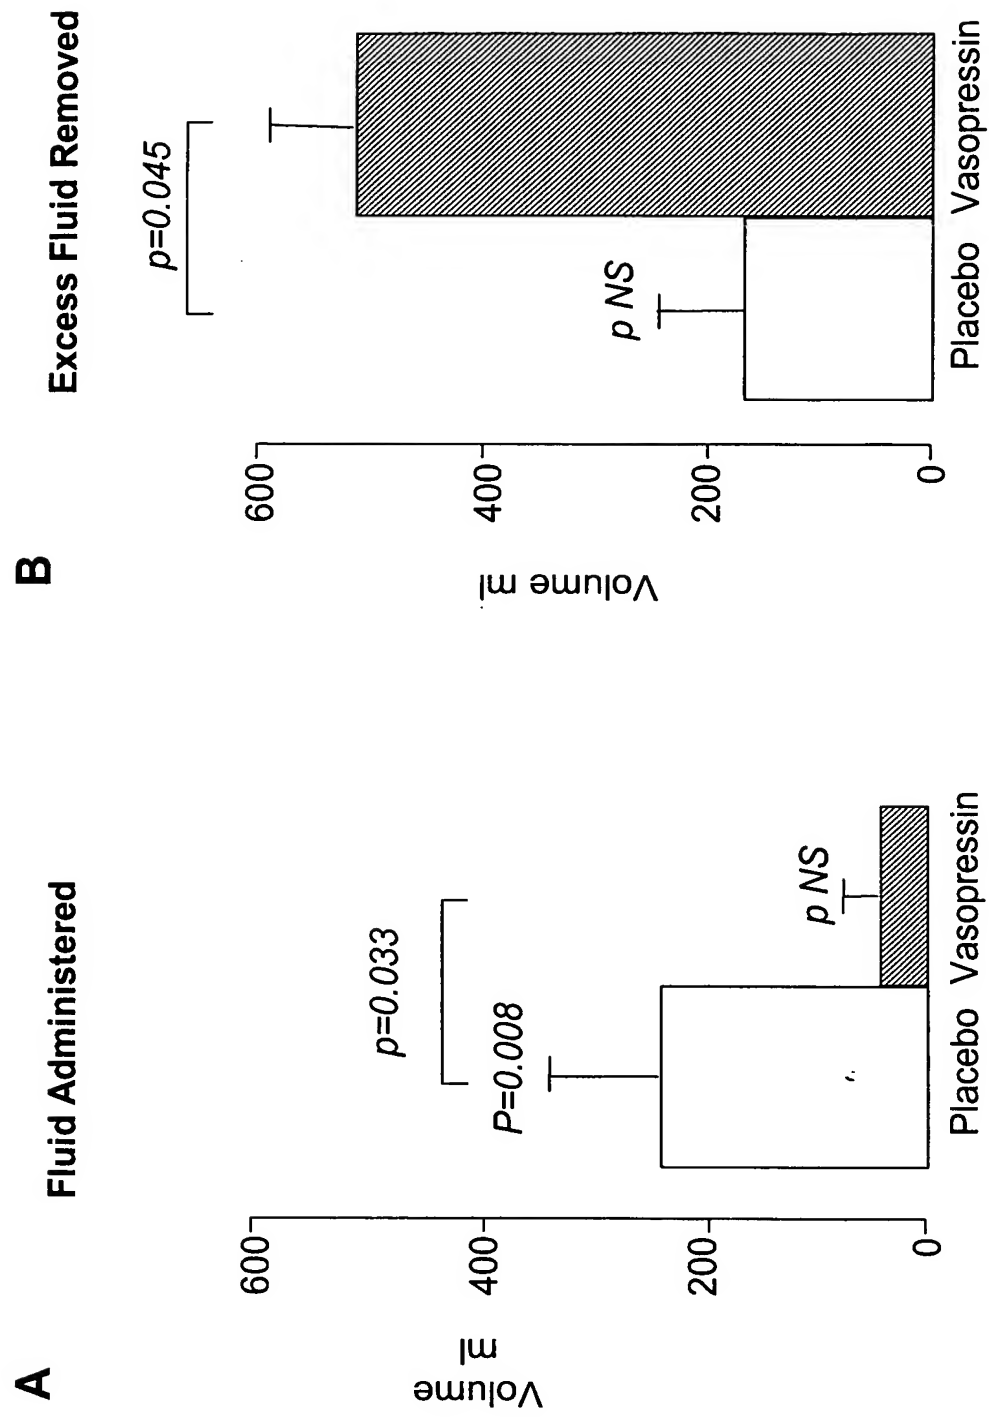 A
Fluid Administered
Volume
ml
600
400
200
0
p=0.033
P=0.008
p NS
Placebo Vasopressin
B
Excess Fluid Removed
Volume ml
600
400
200
0
p=0.045
p NS
Placebo Vasopressin